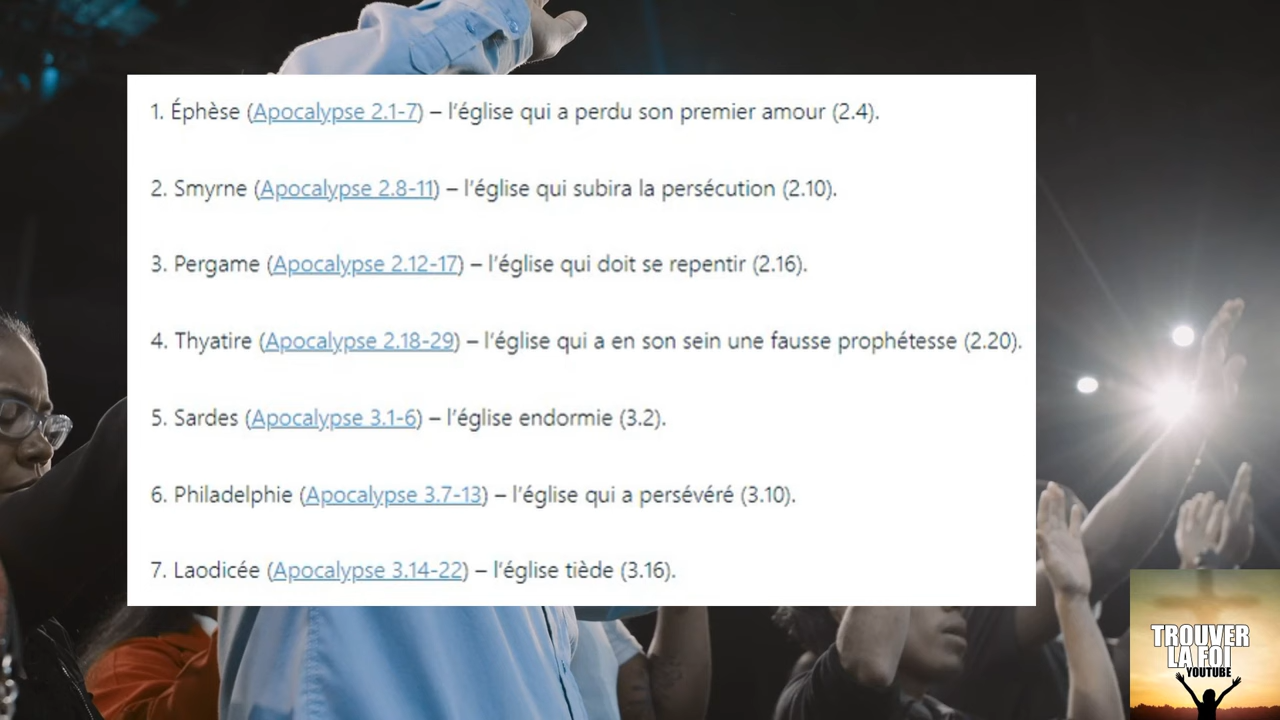 1. Éphèse (Apocalypse 2.1-7) – l'église qui a perdu son premier amour (2.4).
2. Smyrne (Apocalypse 2.8-11) – l'église qui subira la persécution (2.10).
3. Pergame (Apocalypse 2.12-17) – l'église qui doit se repentir (2.16).
4. Thyatire (Apocalypse 2.18-29) – l'église qui a en son sein une fausse prophétesse (2.20).
5. Sardes (Apocalypse 3.1-6) – l'église endormie (3.2).
6. Philadelphie (Apocalypse 3.7-13) – l'église qui a persévéré (3.10).
7. Laodicée (Apocalypse 3.14-22) – l'église tiède (3.16).
TROUVER
LA FOI
YOUTUBE